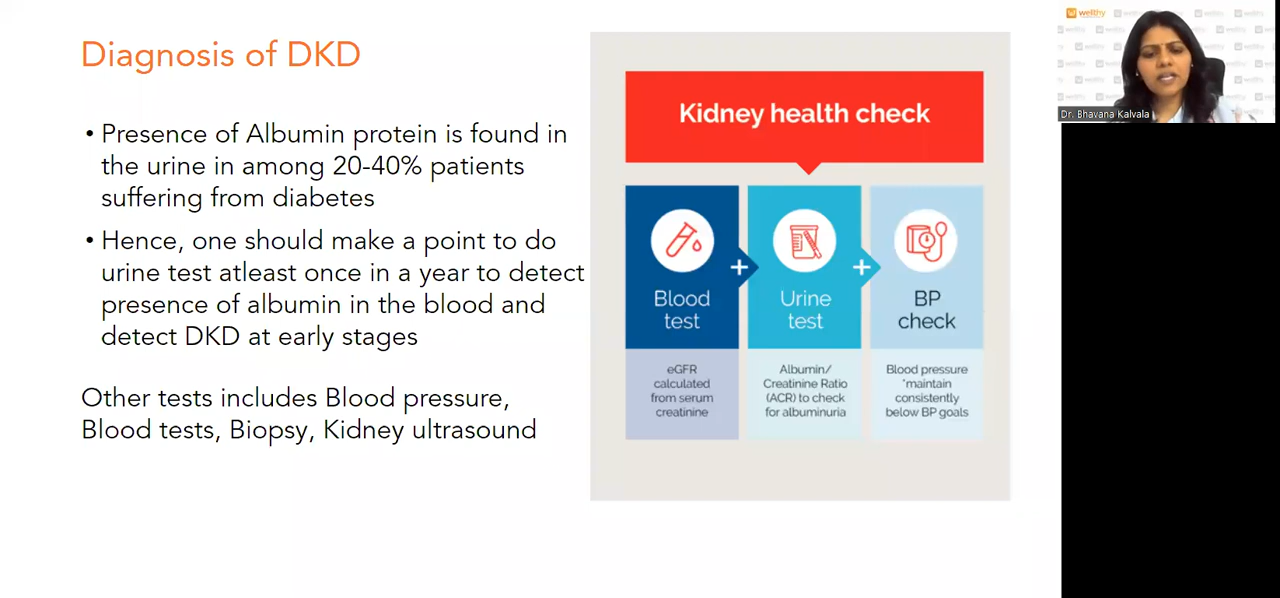 Diagnosis of DKD
• Presence of Albumin protein is found in
the urine in among 20-40% patients
suffering from diabetes
• Hence, one should make a point to do
urine test atleast once in a year to detect
presence of albumin in the blood and
detect DKD at early stages
Other tests includes Blood pressure,
Blood tests, Biopsy, Kidney ultrasound
Kidney health check
Blood
test
eGFR
calculated
from serum
creatinine
+
Urine
test
Albumin/
Creatinine Ratio
(ACR) to check
for albuminuria
+
BP
check
Blood pressure
"maintain
consistently
below BP goals
wellthy
Dr. Bhavana Kalvala